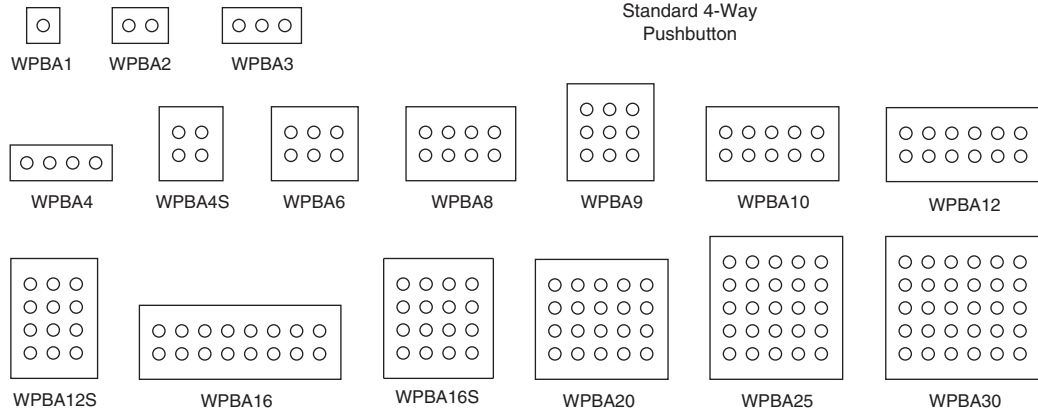 Standard 4-Way
Pushbutton
WPBA1
WPBA2
WPBA3
WPBA4
WPBA4S
WPBA6
WPBA8
WPBA9
WPBA10
WPBA12
WPBA12S
WPBA16
WPBA16S
WPBA20
WPBA25
WPBA30